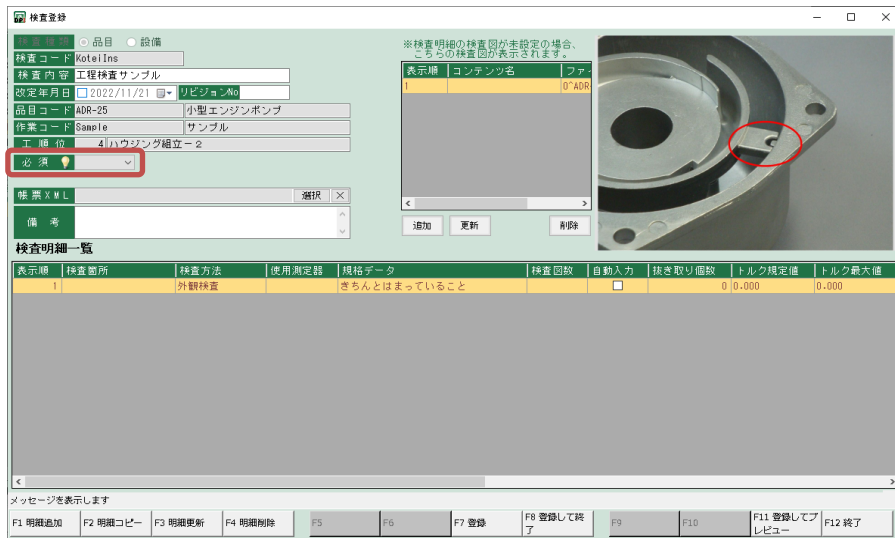 検査登録
検査種類 品目 設備
検査コード KoteiIns
検査内容 工程検査サンプル
改定年月日 2022/11/21 リビジョンNo
品目コード ADR-25 小型エンジンポンプ
作業コード Sample サンプル
工順位 4 ハウジング組立－2
必須
帳票XML 選択
備考
※検査明細の検査図が未設定の場合、
こちらの検査図が表示されます。
表示順 コンテンツ名 ファ
1 0^ADR
追加 更新 削除
検査明細一覧
表示順 検査箇所 検査方法 使用測定器 規格データ 検査回数 自動入力 抜き取り個数 トルク規定値 トルク最大値
1 外観検査 きちんとはまっていること 0 0.000 0.000
メッセージを表示します
F1 明細追加 F2 明細コピー F3 明細更新 F4 明細削除 F5 F6 F7 登録 F8 登録して終了 F9 F10 F11 登録してプレビュー F12 終了